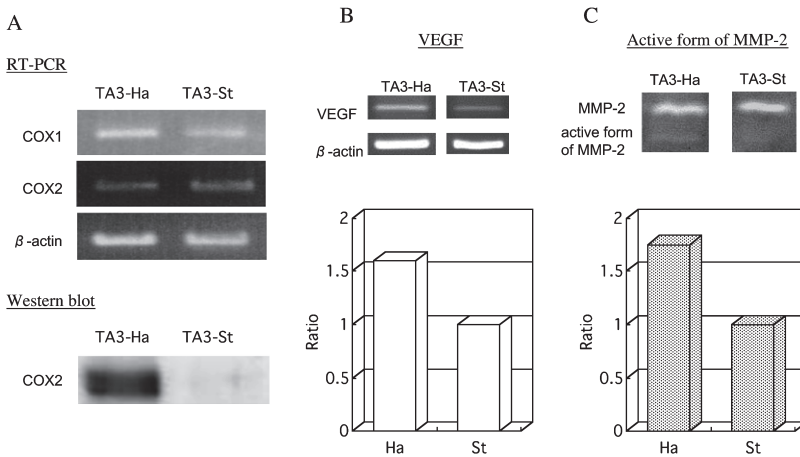 A
RT-PCR
TA3-Ha TA3-St
COX1
COX2
β-actin
Western blot
TA3-Ha TA3-St
COX2
B
VEGF
TA3-Ha TA3-St
VEGF
β-actin
2
1.5
1
0.5
0
Ratio
Ha St
C
Active form of MMP-2
TA3-Ha TA3-St
MMP-2
active form
of MMP-2
2
1.5
1
0.5
0
Ratio
Ha St